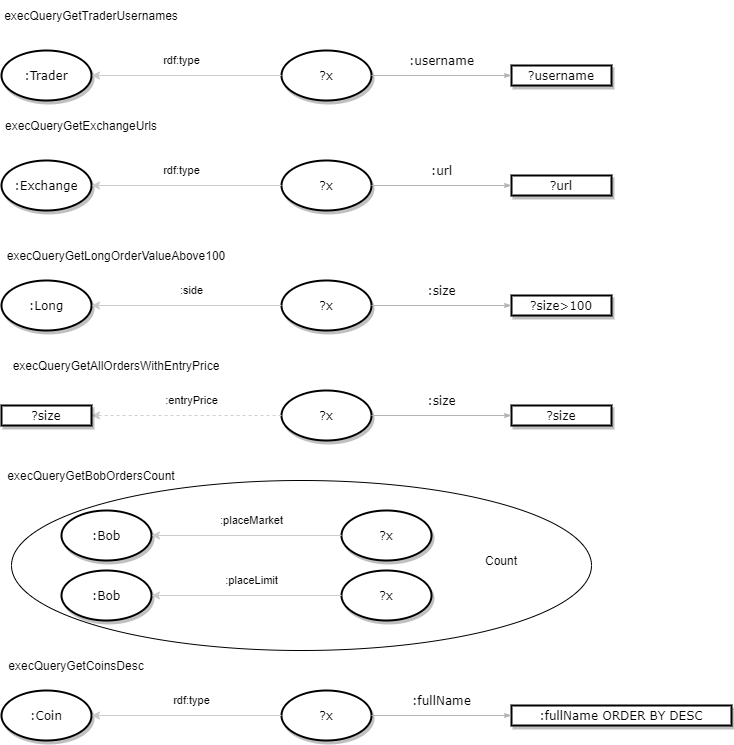 execQueryGetTraderUsernames
:Trader rdf:type ?x :username ?username
execQueryGetExchangeUrls
:Exchange rdf:type ?x :url ?url
execQueryGetLongOrderValueAbove100
:Long :side ?x :size ?size>100
execQueryGetAllOrdersWithEntryPrice
?size :entryPrice ?x :size ?size
execQueryGetBobOrdersCount
:Bob :placeMarket ?x
Count
:Bob :placeLimit ?x
execQueryGetCoinsDesc
:Coin rdf:type ?x :fullName :fullName ORDER BY DESC